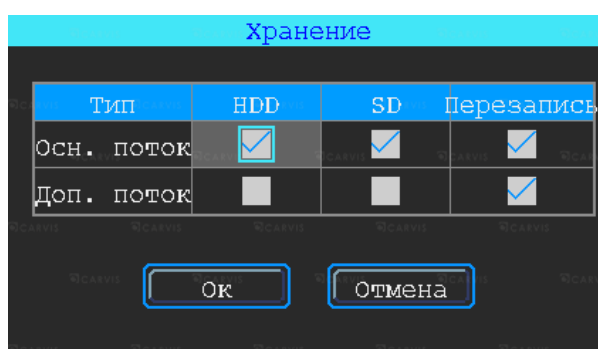 Хранение
Тип HDD SD Перезапись
Осн. поток
Доп. поток
Ок Отмена